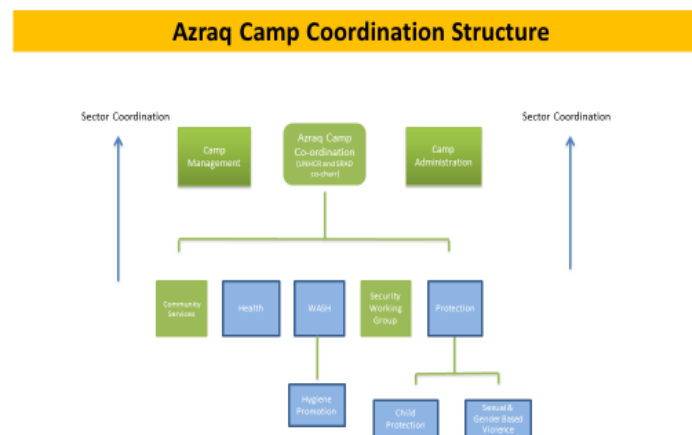 Azraq Camp Coordination Structure
Sector Coordination
Sector Coordination
Camp
Management
Azraq Camp
Co-ordination
(UNHCR and SRAD
co-chair)
Camp
Administration
Community
Services
Health
WASH
Security
Working
Group
Protection
Hygiene
Promotion
Child
Protection
Sexual &
Gender Based
Violence